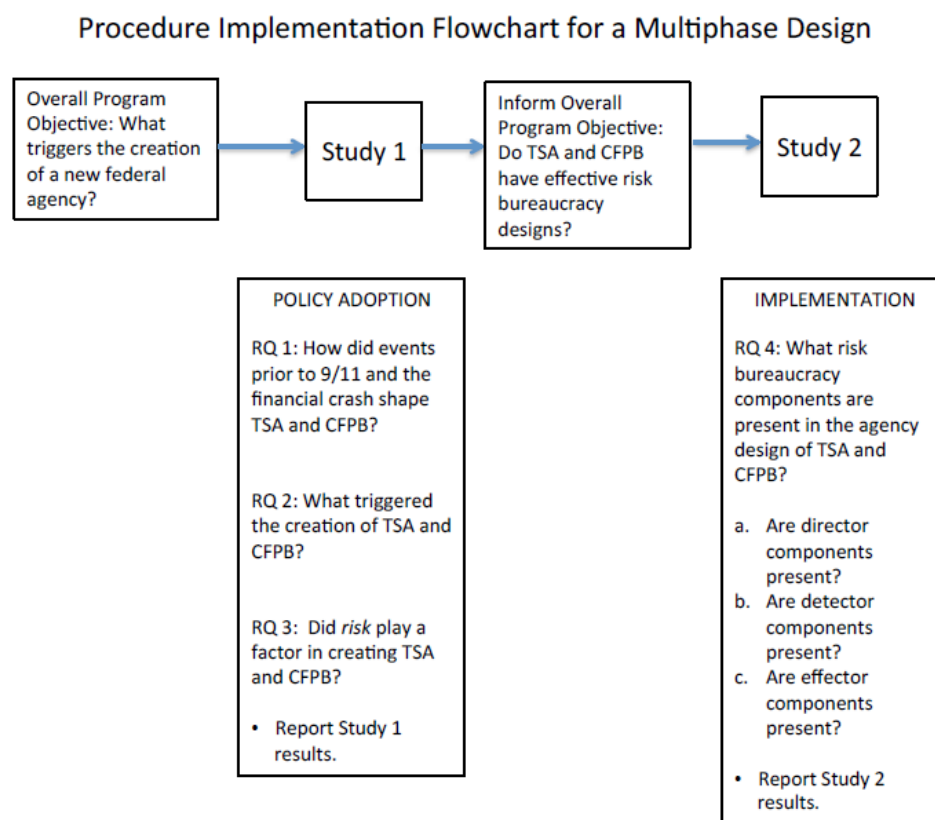 Procedure Implementation Flowchart for a Multiphase Design
Overall Program
Objective: What
triggers the creation
of a new federal
agency?
Study 1
Inform Overall
Program Objective:
Do TSA and CFPB
have effective risk
bureaucracy
designs?
Study 2
POLICY ADOPTION
RQ 1: How did events
prior to 9/11 and the
financial crash shape
TSA and CFPB?
RQ 2: What triggered
the creation of TSA and
CFPB?
RQ 3:  Did risk play a
factor in creating TSA
and CFPB?
• Report Study 1
results.
IMPLEMENTATION
RQ 4: What risk
bureaucracy
components are
present in the agency
design of TSA and
CFPB?
a. Are director
components
present?
b. Are detector
components
present?
c. Are effector
components
present?
• Report Study 2
results.